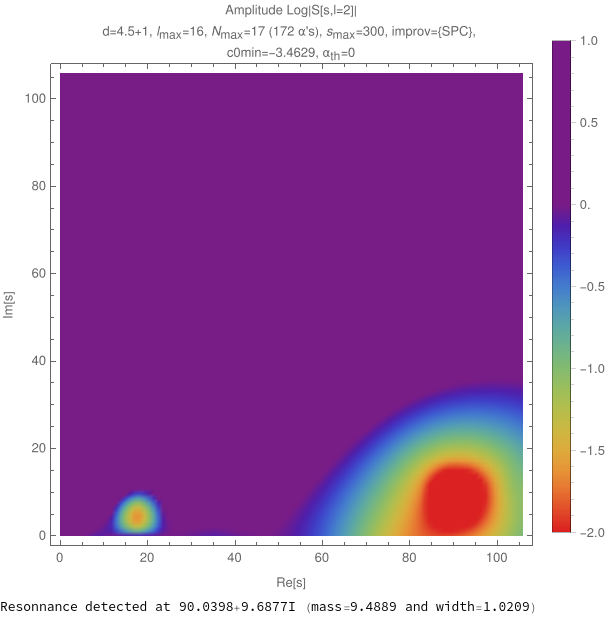 Amplitude Log|S[s,l=2]|
d=4.5+1, lmax=16, Nmax=17 (172 α's), smax=300, improv={SPC},
c0min=−3.4629, αth=0
1.0
0.5
0.
−0.5
−1.0
−1.5
−2.0
100
80
60
40
20
0
Im[s]
0 20 40 60 80 100
Re[s]
Resonnance detected at 90.0398+9.6877I (mass=9.4889 and width=1.0209)